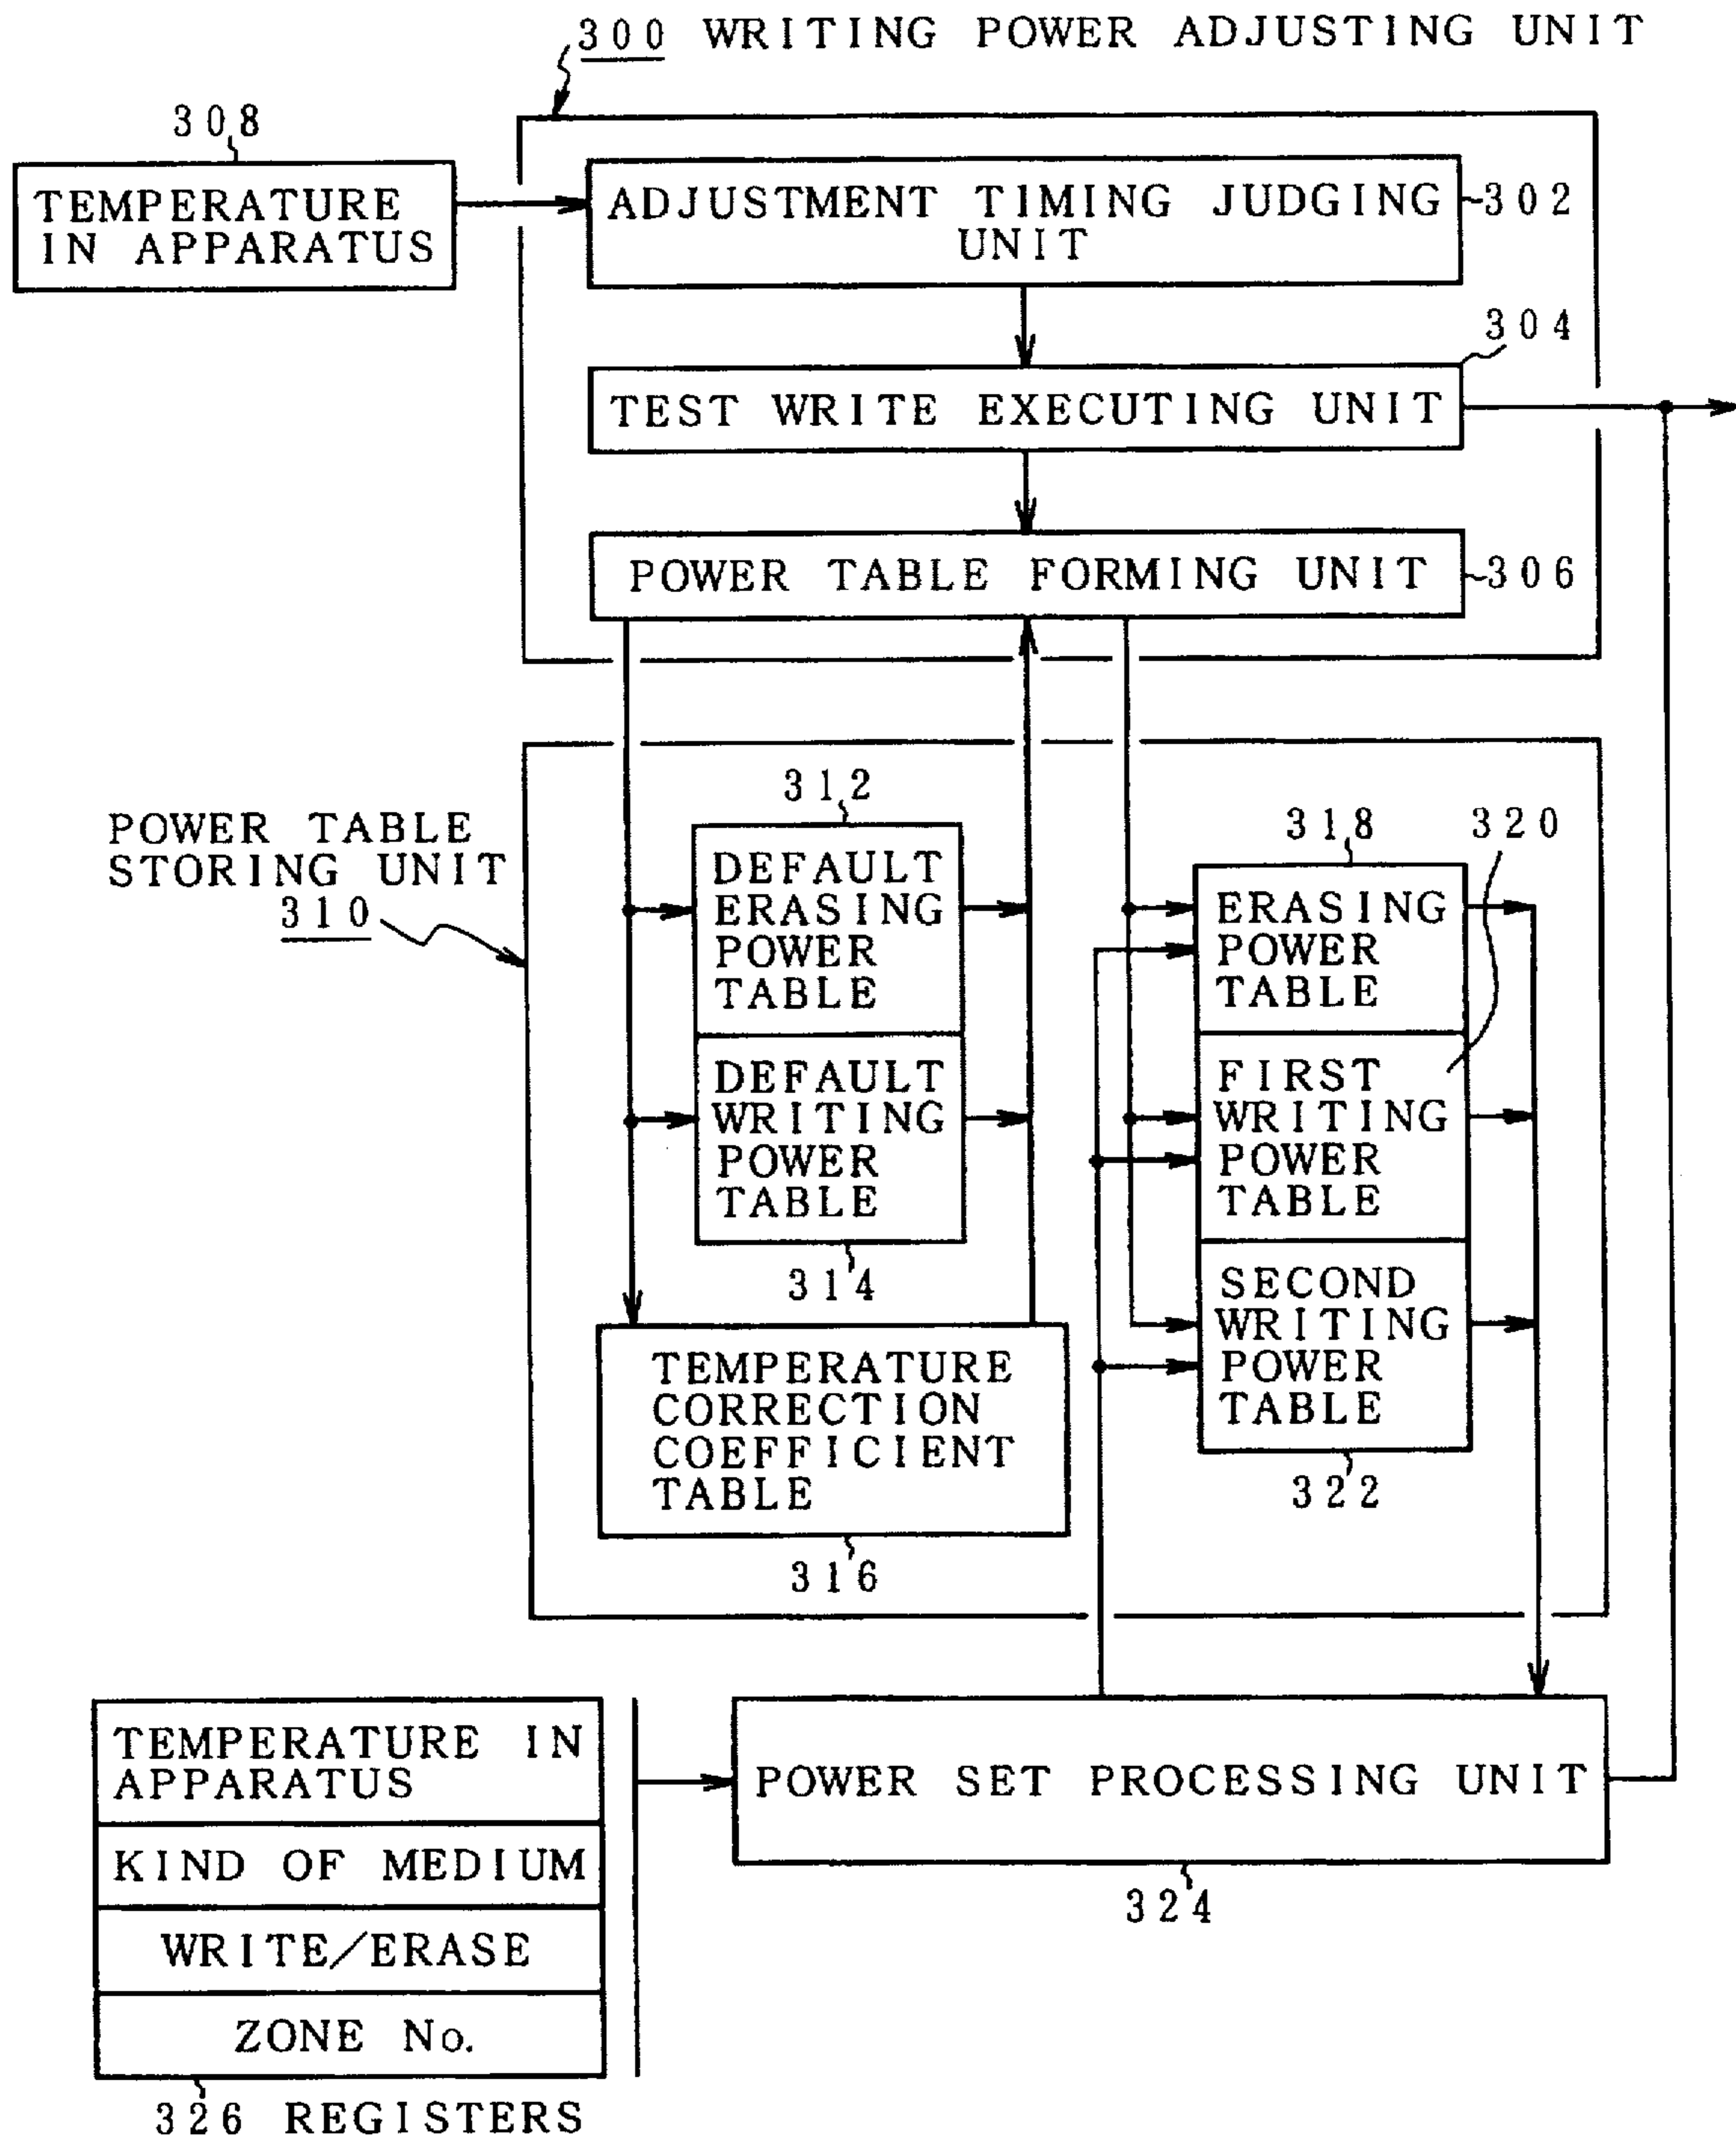 300 WRITING POWER ADJUSTING UNIT
308
TEMPERATURE
IN APPARATUS
ADJUSTMENT TIMING JUDGING
UNIT
302
304
TEST WRITE EXECUTING UNIT
POWER TABLE FORMING UNIT
306
POWER TABLE
STORING UNIT
310
312
DEFAULT
ERASING
POWER
TABLE
DEFAULT
WRITING
POWER
TABLE
314
TEMPERATURE
CORRECTION
COEFFICIENT
TABLE
316
318
320
ERASING
POWER
TABLE
FIRST
WRITING
POWER
TABLE
SECOND
WRITING
POWER
TABLE
322
TEMPERATURE IN
APPARATUS
KIND OF MEDIUM
WRITE/ERASE
ZONE No.
326 REGISTERS
POWER SET PROCESSING UNIT
324